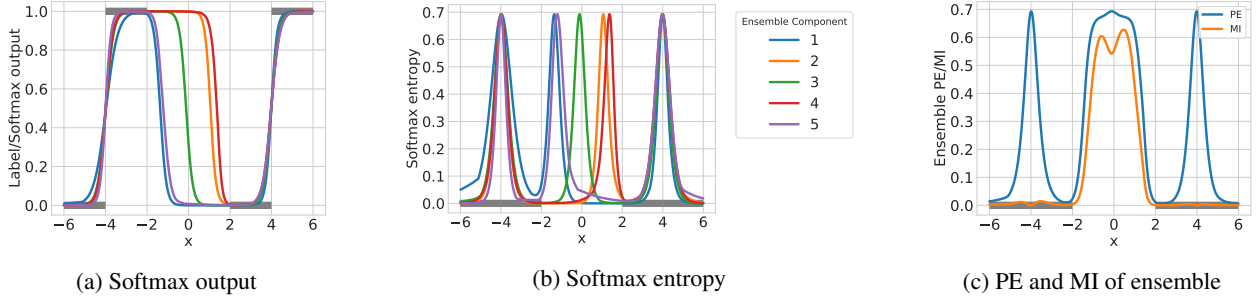 Label/Softmax output
1.0
0.8
0.6
0.4
0.2
0.0
−6 −4 −2 0 2 4 6
x
(a) Softmax output
Softmax entropy
0.7
0.6
0.5
0.4
0.3
0.2
0.1
0.0
−6 −4 −2 0 2 4 6
x
Ensemble Component
1
2
3
4
5
(b) Softmax entropy
Ensemble PE/MI
0.7
0.6
0.5
0.4
0.3
0.2
0.1
0.0
−6 −4 −2 0 2 4 6
x
PE
MI
(c) PE and MI of ensemble